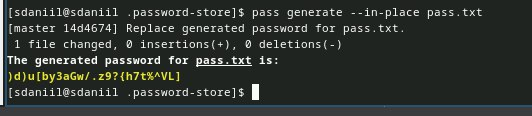 [sdaniil@sdaniil .password-store]$ pass generate --in-place pass.txt
[master 14d4674] Replace generated password for pass.txt.
 1 file changed, 0 insertions(+), 0 deletions(-)
The generated password for pass.txt is:
)d)u[by3aGw/.z9?{h7t%^VL]
[sdaniil@sdaniil .password-store]$